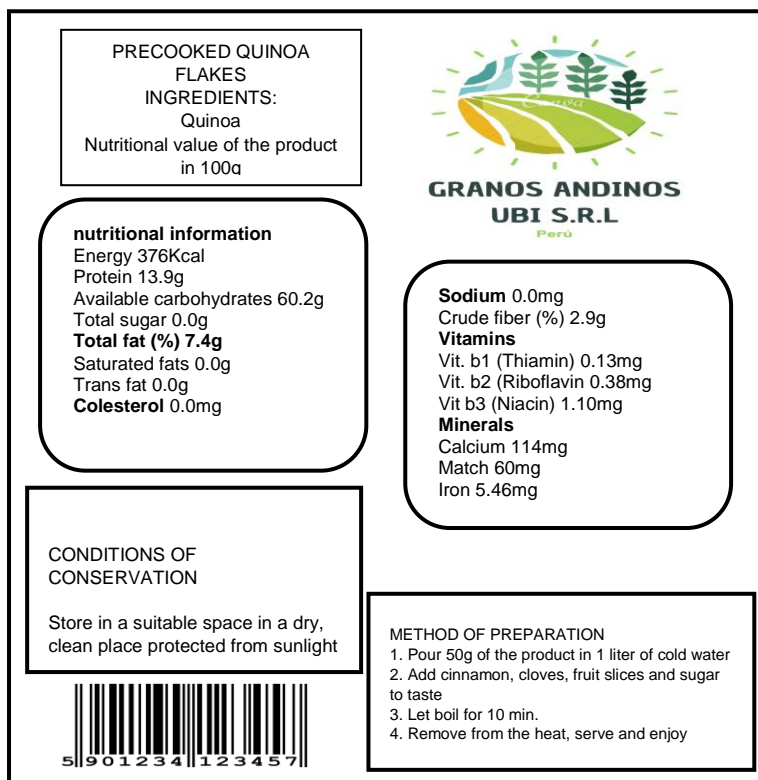 PRECOOKED QUINOA
FLAKES
INGREDIENTS:
Quinoa
Nutritional value of the product
in 100g
Canva
GRANOS ANDINOS
UBI S.R.L
Perú
nutritional information
Energy 376Kcal
Protein 13.9g
Available carbohydrates 60.2g
Total sugar 0.0g
Total fat (%) 7.4g
Saturated fats 0.0g
Trans fat 0.0g
Colesterol 0.0mg
Sodium 0.0mg
Crude fiber (%) 2.9g
Vitamins
Vit. b1 (Thiamin) 0.13mg
Vit. b2 (Riboflavin 0.38mg
Vit b3 (Niacin) 1.10mg
Minerals
Calcium 114mg
Match 60mg
Iron 5.46mg
CONDITIONS OF
CONSERVATION
Store in a suitable space in a dry,
clean place protected from sunlight
METHOD OF PREPARATION
1. Pour 50g of the product in 1 liter of cold water
2. Add cinnamon, cloves, fruit slices and sugar
to taste
3. Let boil for 10 min.
4. Remove from the heat, serve and enjoy
5 901234 123457